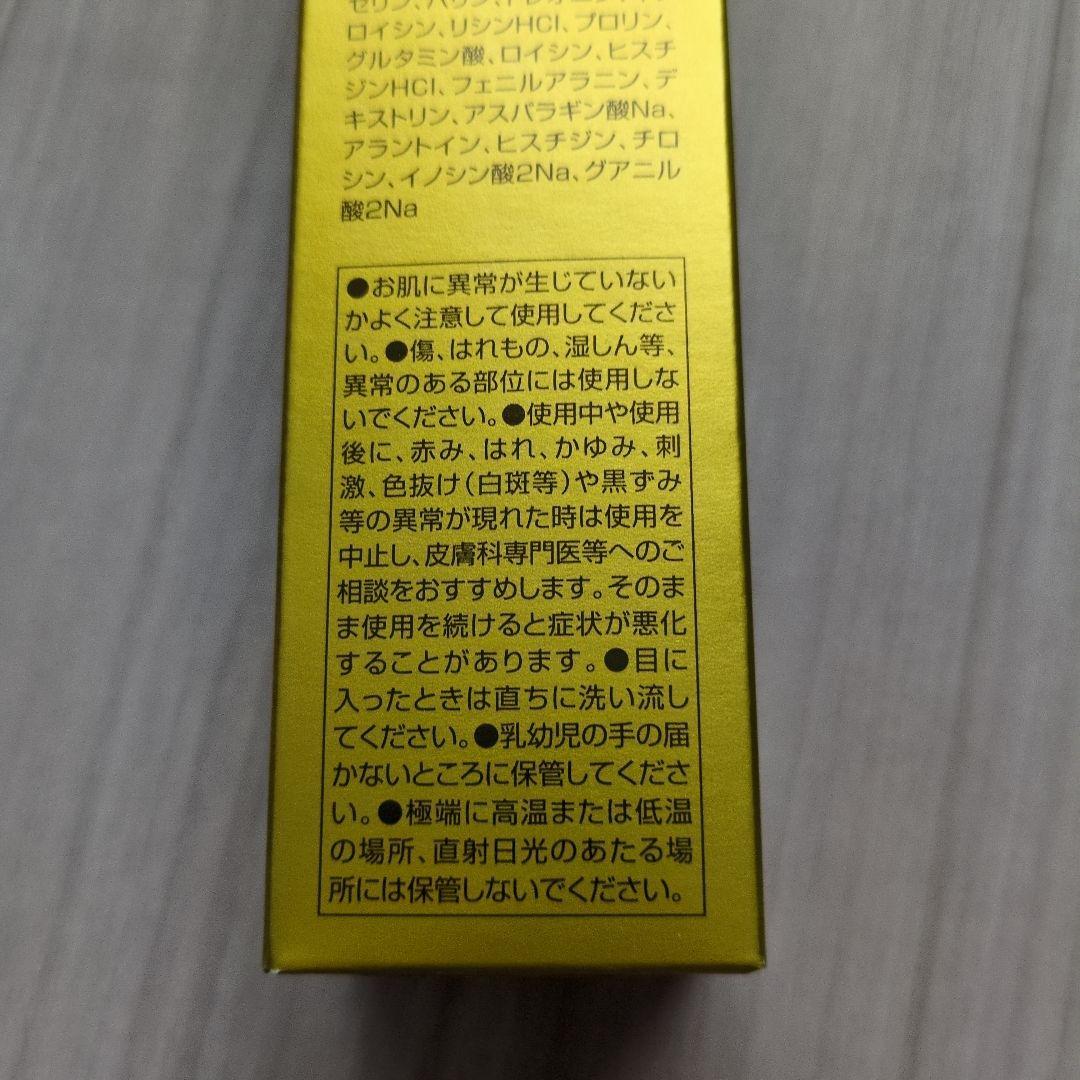 ロイシン、リシンHCl、プロリン、
グルタミン酸、ロイシン、ヒスチ
ジンHCl、フェニルアラニン、デ
キストリン、アスパラギン酸Na、
アラントイン、ヒスチジン、チロ
シン、イノシン酸2Na、グアニル
酸2Na
●お肌に異常が生じていない
かよく注意して使用してくださ
い。●傷、はれもの、湿しん等、
異常のある部位には使用しな
いでください。●使用中や使用
後に、赤み、はれ、かゆみ、刺
激、色抜け(白斑等)や黒ずみ
等の異常が現れた時は使用を
中止し、皮膚科専門医等へのご
相談をおすすめします。そのま
ま使用を続けると症状が悪化
することがあります。●目に
入ったときは直ちに洗い流し
てください。●乳幼児の手の届
かないところに保管してくださ
い。●極端に高温または低温
の場所、直射日光のあたる場
所には保管しないでください。